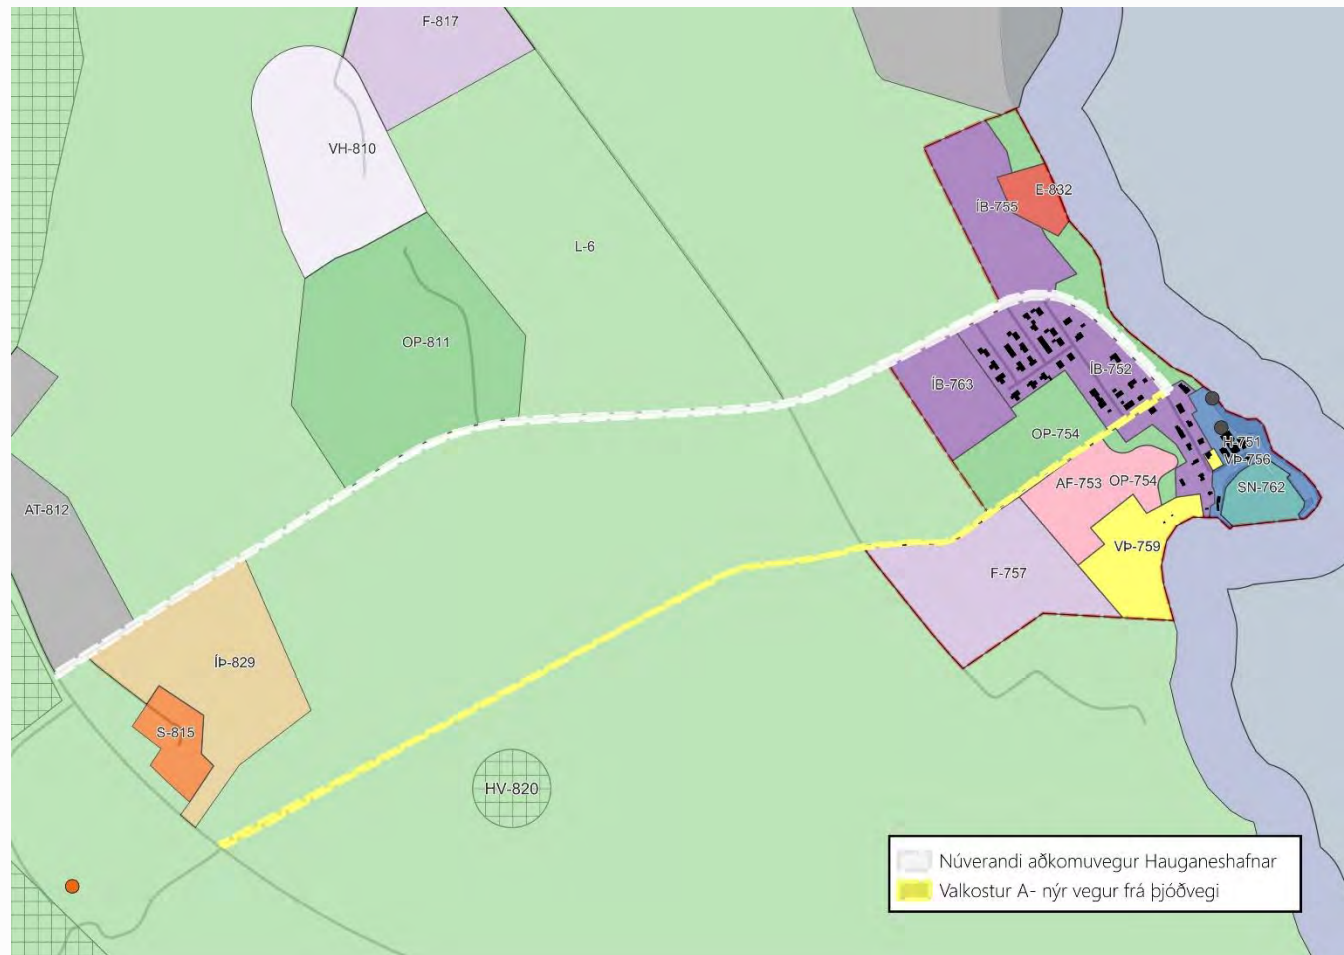 F-817
VH-810
E-832
ÍB-755
L-6
OP-811
ÍB-752
ÍB-763
OP-754
H-751
VÞ-756
AF-753
OP-754
SN-762
AT-812
VÞ-759
F-757
ÍÞ-829
S-815
HV-820
Núverandi aðkomuvegur Hauganeshafnar
Valkostur A- nýr vegur frá þjóðvegi